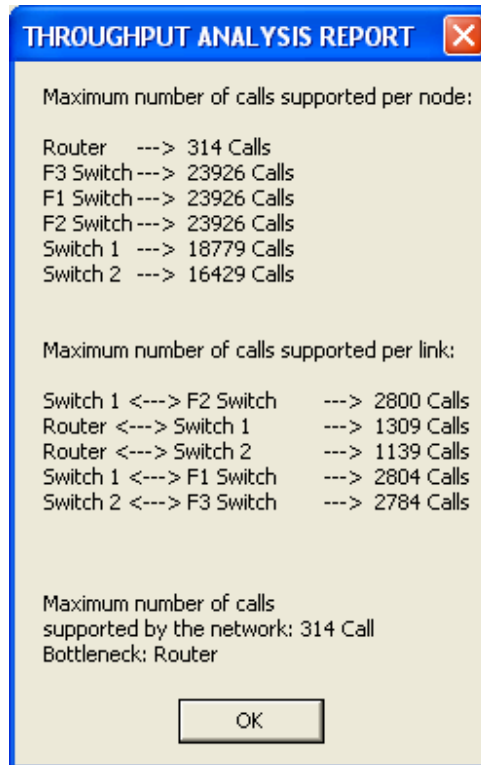 THROUGHPUT ANALYSIS REPORT
Maximum number of calls supported per node:
Router ---> 314 Calls
F3 Switch ---> 23926 Calls
F1 Switch ---> 23926 Calls
F2 Switch ---> 23926 Calls
Switch 1 ---> 18779 Calls
Switch 2 ---> 16429 Calls
Maximum number of calls supported per link:
Switch 1 <---> F2 Switch ---> 2800 Calls
Router <---> Switch 1 ---> 1309 Calls
Router <---> Switch 2 ---> 1139 Calls
Switch 1 <---> F1 Switch ---> 2804 Calls
Switch 2 <---> F3 Switch ---> 2784 Calls
Maximum number of calls
supported by the network: 314 Call
Bottleneck: Router
OK